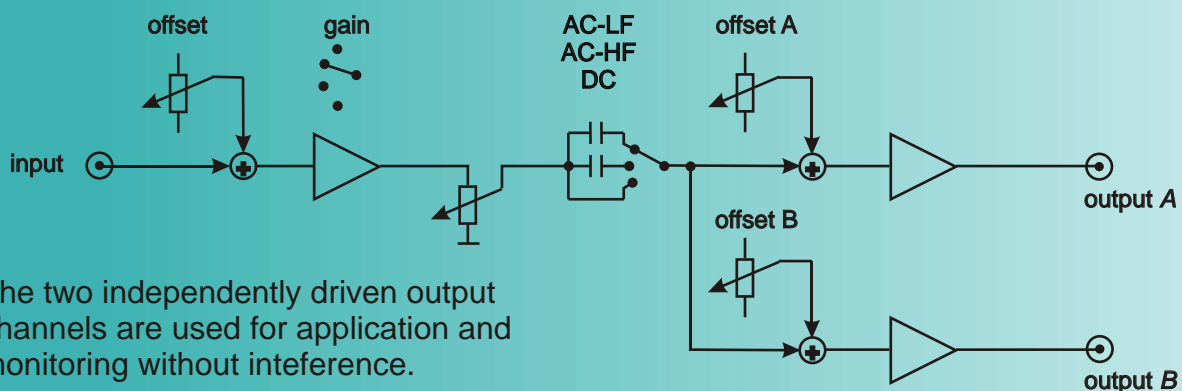 offset
gain
AC-LF
AC-HF
DC
offset A
input
output A
offset B
he two independently driven output
hannels are used for application and
onitoring without inteference.
output B